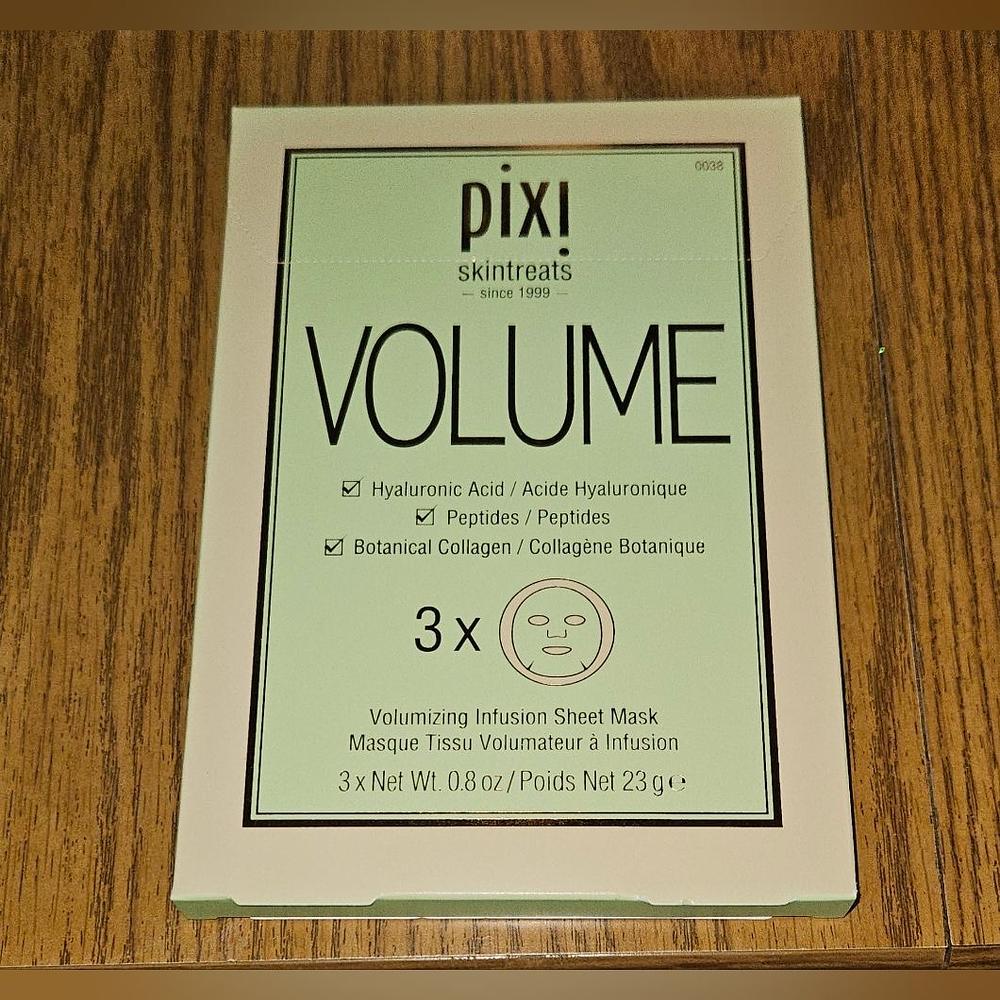 0038
pixi
skintreats
— since 1999 —
VOLUME
☑ Hyaluronic Acid / Acide Hyaluronique
☑ Peptides / Peptides
☑ Botanical Collagen / Collagène Botanique
3 x
Volumizing Infusion Sheet Mask
Masque Tissu Volumateur à Infusion
3 x Net Wt. 0.8 oz / Poids Net 23 g ℮